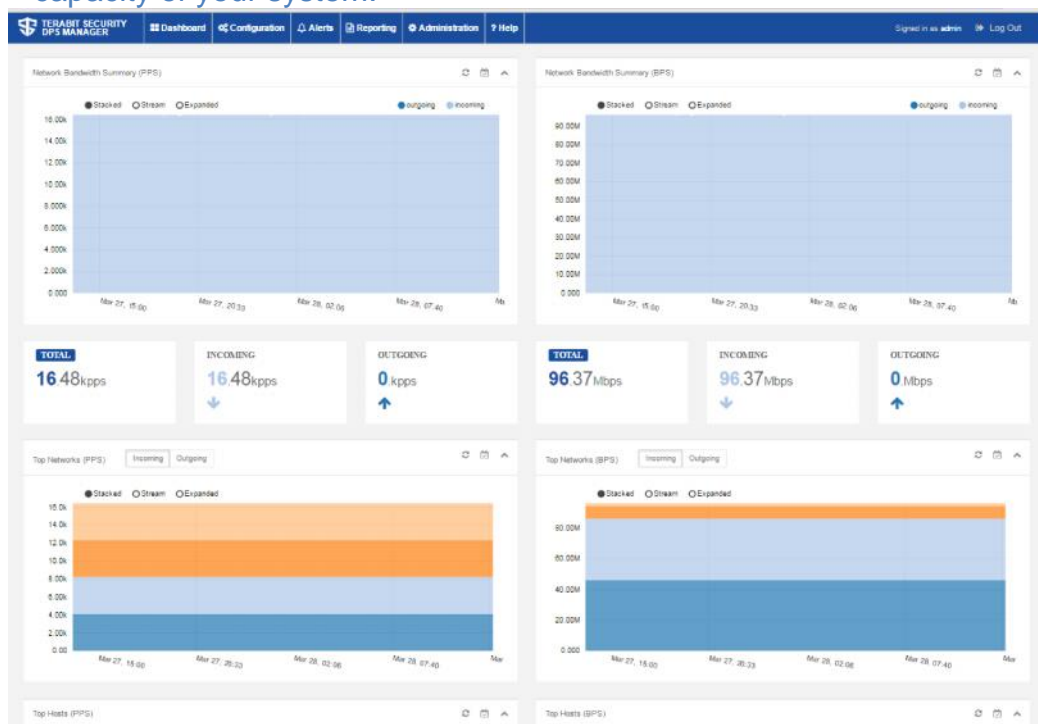 capacity of your system.
TERABIT SECURITY
DPS MANAGER
Dashboard Configuration Alerts Reporting Administration ? Help Signed in as admin Log Out
Network Bandwidth Summary (PPS)
Stacked Stream Expanded outgoing incoming
16.00k
14.00k
12.00k
10.00k
8.000k
6.000k
4.000k
2.000k
0.000
Mar 27, 15:00 Mar 27, 20:33 Mar 28, 02:06 Mar 28, 07:40 Ma
Network Bandwidth Summary (BPS)
Stacked Stream Expanded outgoing incoming
90.00M
80.00M
70.00M
60.00M
50.00M
40.00M
30.00M
20.00M
10.00M
0.000
Mar 27, 15:00 Mar 27, 20:33 Mar 28, 02:06 Mar 28, 07:40 Ma
TOTAL
16.48kpps
INCOMING
16.48kpps
OUTGOING
0.kpps
TOTAL
96.37Mbps
INCOMING
96.37Mbps
OUTGOING
0.Mbps
Top Networks (PPS) Incoming Outgoing
Stacked Stream Expanded
16.0k
14.0k
12.0k
10.0k
8.00k
6.00k
4.00k
2.00k
0.00
Mar 27, 15:00 Mar 27, 20:33 Mar 28, 02:06 Mar 28, 07:40 Mar
Top Networks (BPS) Incoming Outgoing
Stacked Stream Expanded
80.00M
60.00M
40.00M
20.00M
0.000
Mar 27, 15:00 Mar 27, 20:33 Mar 28, 02:06 Mar 28, 07:40 Mar
Top Hosts (PPS)
Top Hosts (BPS)